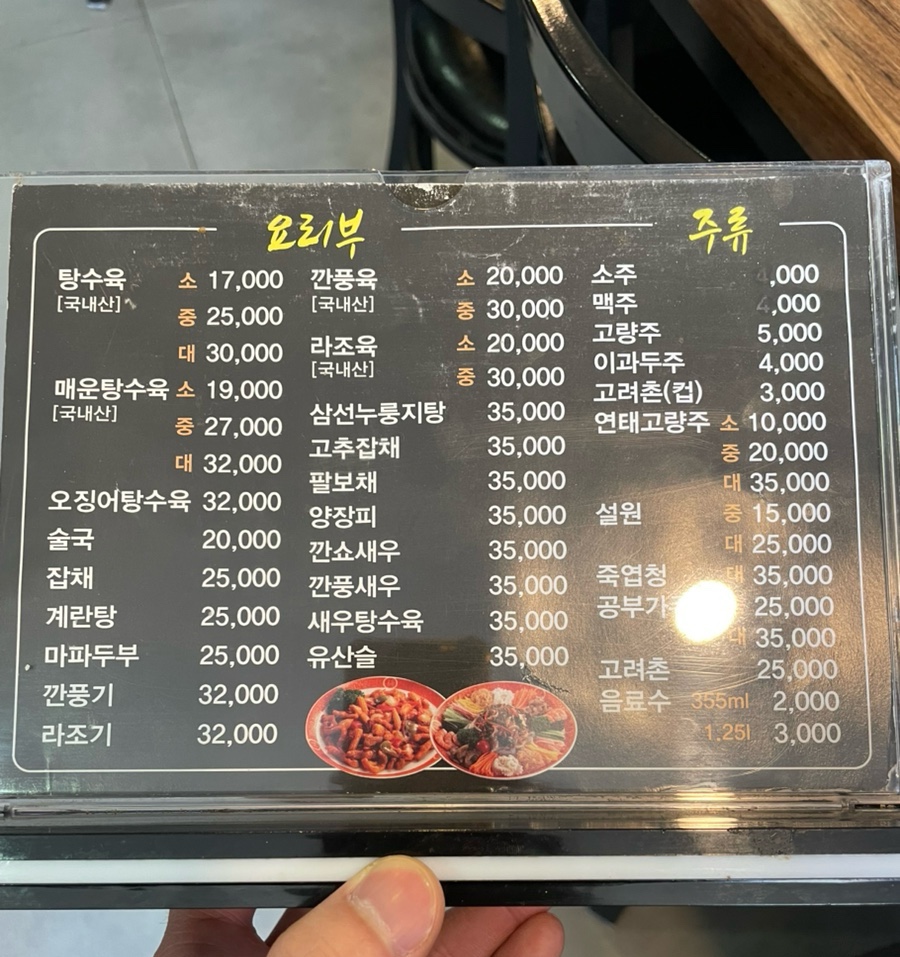 요리부
탕수육 소 17,000
[국내산]
중 25,000
대 30,000
매운탕수육 소 19,000
[국내산]
중 27,000
대 32,000
오징어탕수육 32,000
술국 20,000
잡채 25,000
계란탕 25,000
마파두부 25,000
깐풍기 32,000
라조기 32,000
깐풍육 소 20,000
[국내산]
중 30,000
라조육 소 20,000
[국내산]
중 30,000
삼선누룽지탕 35,000
고추잡채 35,000
팔보채 35,000
양장피 35,000
깐쇼새우 35,000
깐풍새우 35,000
새우탕수육 35,000
유산슬 35,000
주류
소주 ,000
맥주 ,000
고량주 5,000
이과두주 4,000
고려촌(컵) 3,000
연태고량주 소 10,000
중 20,000
대 35,000
설원 중 15,000
대 25,000
죽엽청 대 35,000
공부가 25,000
대 35,000
고려촌 25,000
음료수 355ml 2,000
1.25l 3,000